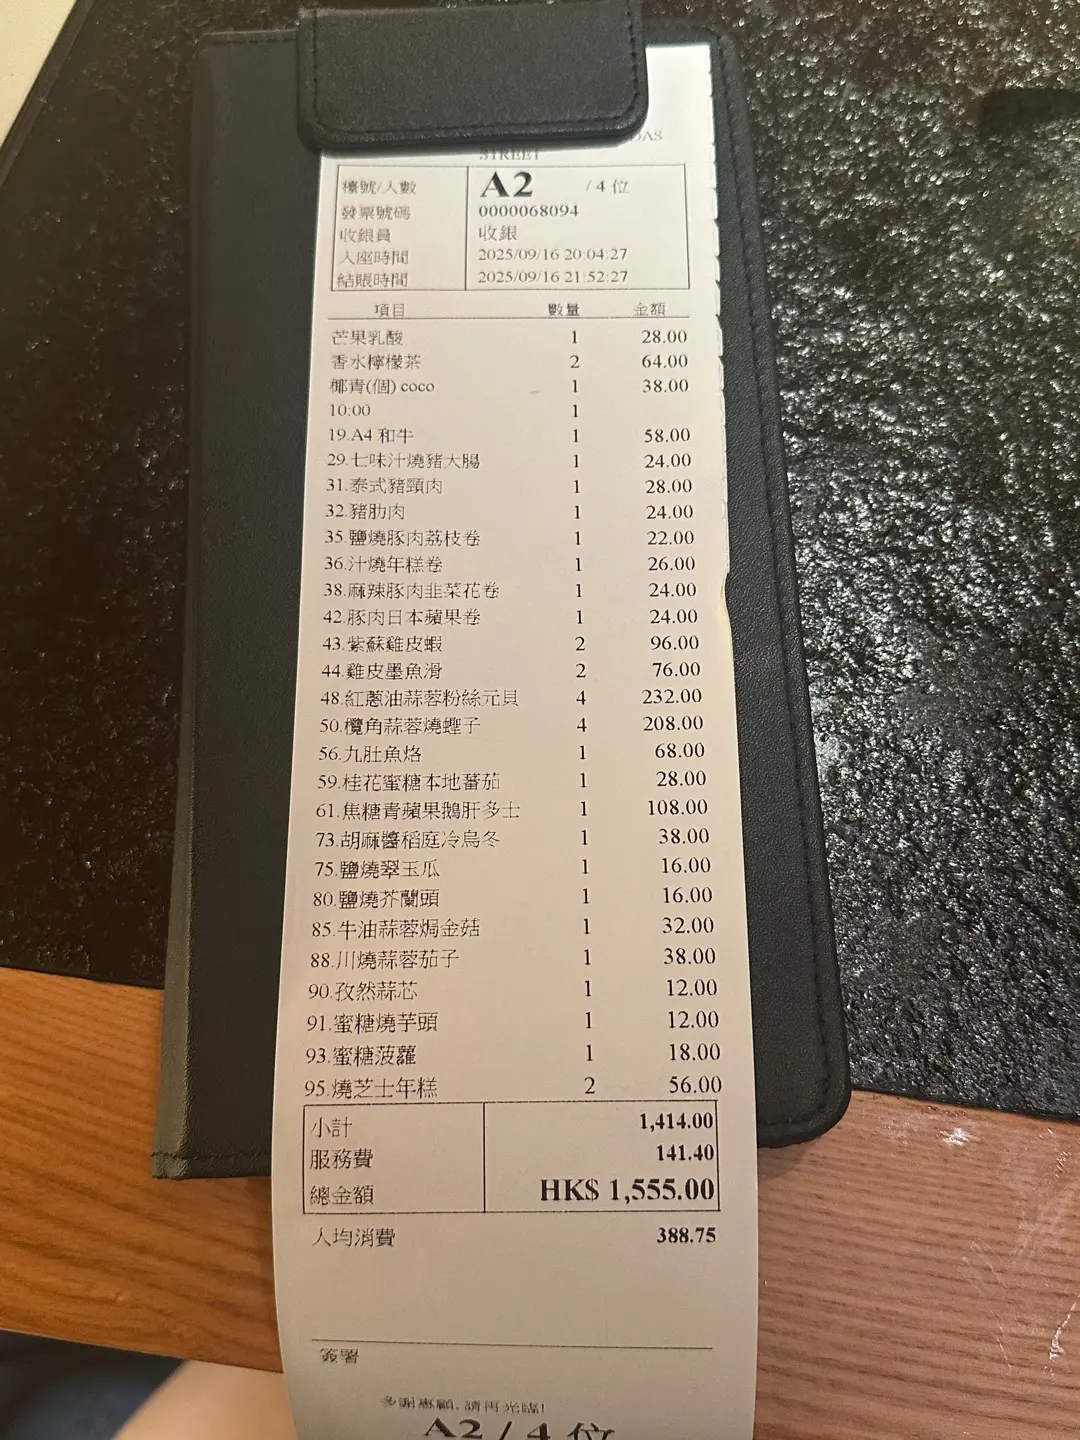 DAS
STREET
檯號/人數 A2 / 4 位
發票號碼 0000068094
收銀員 收銀
入座時間 2025/09/16 20:04:27
結賬時間 2025/09/16 21:52:27
項目 數量 金額
芒果乳酸 1 28.00
香水檸檬茶 2 64.00
椰青(個) coco 1 38.00
10:00 1
19.A4 和牛 1 58.00
29.七味汁燒豬大腸 1 24.00
31.泰式豬頸肉 1 28.00
32.豬肋肉 1 24.00
35.鹽燒豚肉荔枝卷 1 22.00
36.汁燒年糕卷 1 26.00
38.麻辣豚肉韭菜花卷 1 24.00
42.豚肉日本蘋果卷 1 24.00
43.紫蘇雞皮蝦 2 96.00
44.雞皮墨魚滑 2 76.00
48.紅蔥油蒜蓉粉絲元貝 4 232.00
50.欖角蒜蓉燒蟶子 4 208.00
56.九肚魚烙 1 68.00
59.桂花蜜糖本地蕃茄 1 28.00
61.焦糖青蘋果鵝肝多士 1 108.00
73.胡麻醬稻庭冷烏冬 1 38.00
75.鹽燒翠玉瓜 1 16.00
80.鹽燒芥蘭頭 1 16.00
85.牛油蒜蓉焗金菇 1 32.00
88.川燒蒜蓉茄子 1 38.00
90.孜然蒜芯 1 12.00
91.蜜糖燒芋頭 1 12.00
93.蜜糖菠蘿 1 18.00
95.燒芝士年糕 2 56.00
小計 1,414.00
服務費 141.40
總金額 HK$ 1,555.00
人均消費 388.75
簽署
多謝惠顧, 請再光臨!
A2 / 4 位